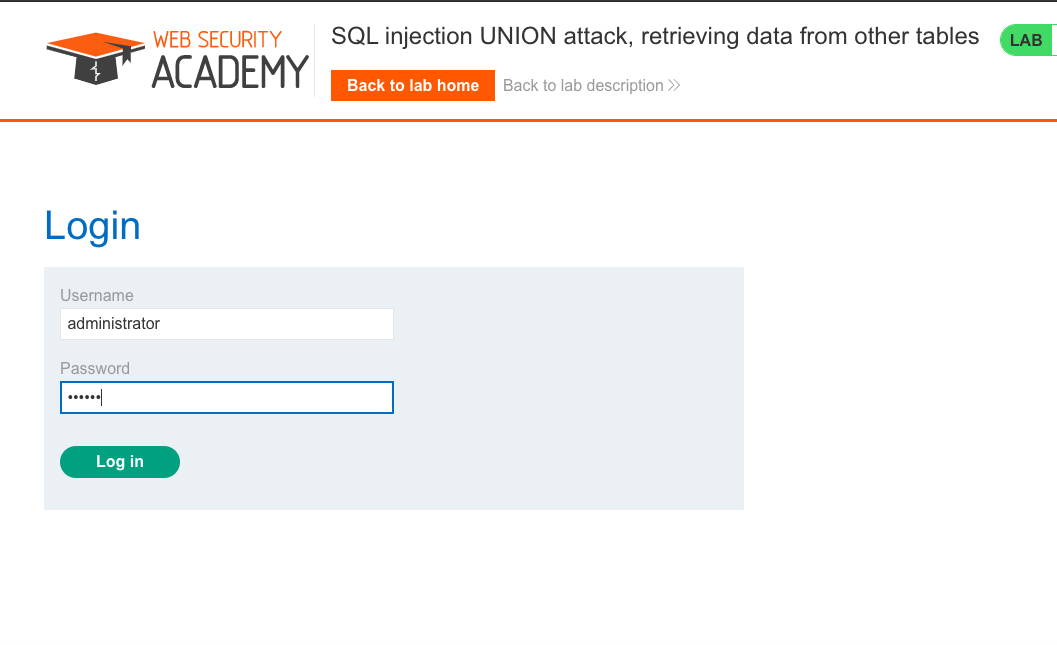 WEB SECURITY
ACADEMY
SQL injection UNION attack, retrieving data from other tables
LAB
Back to lab home
Back to lab description
Login
Username
administrator
Password
••••••
Log in